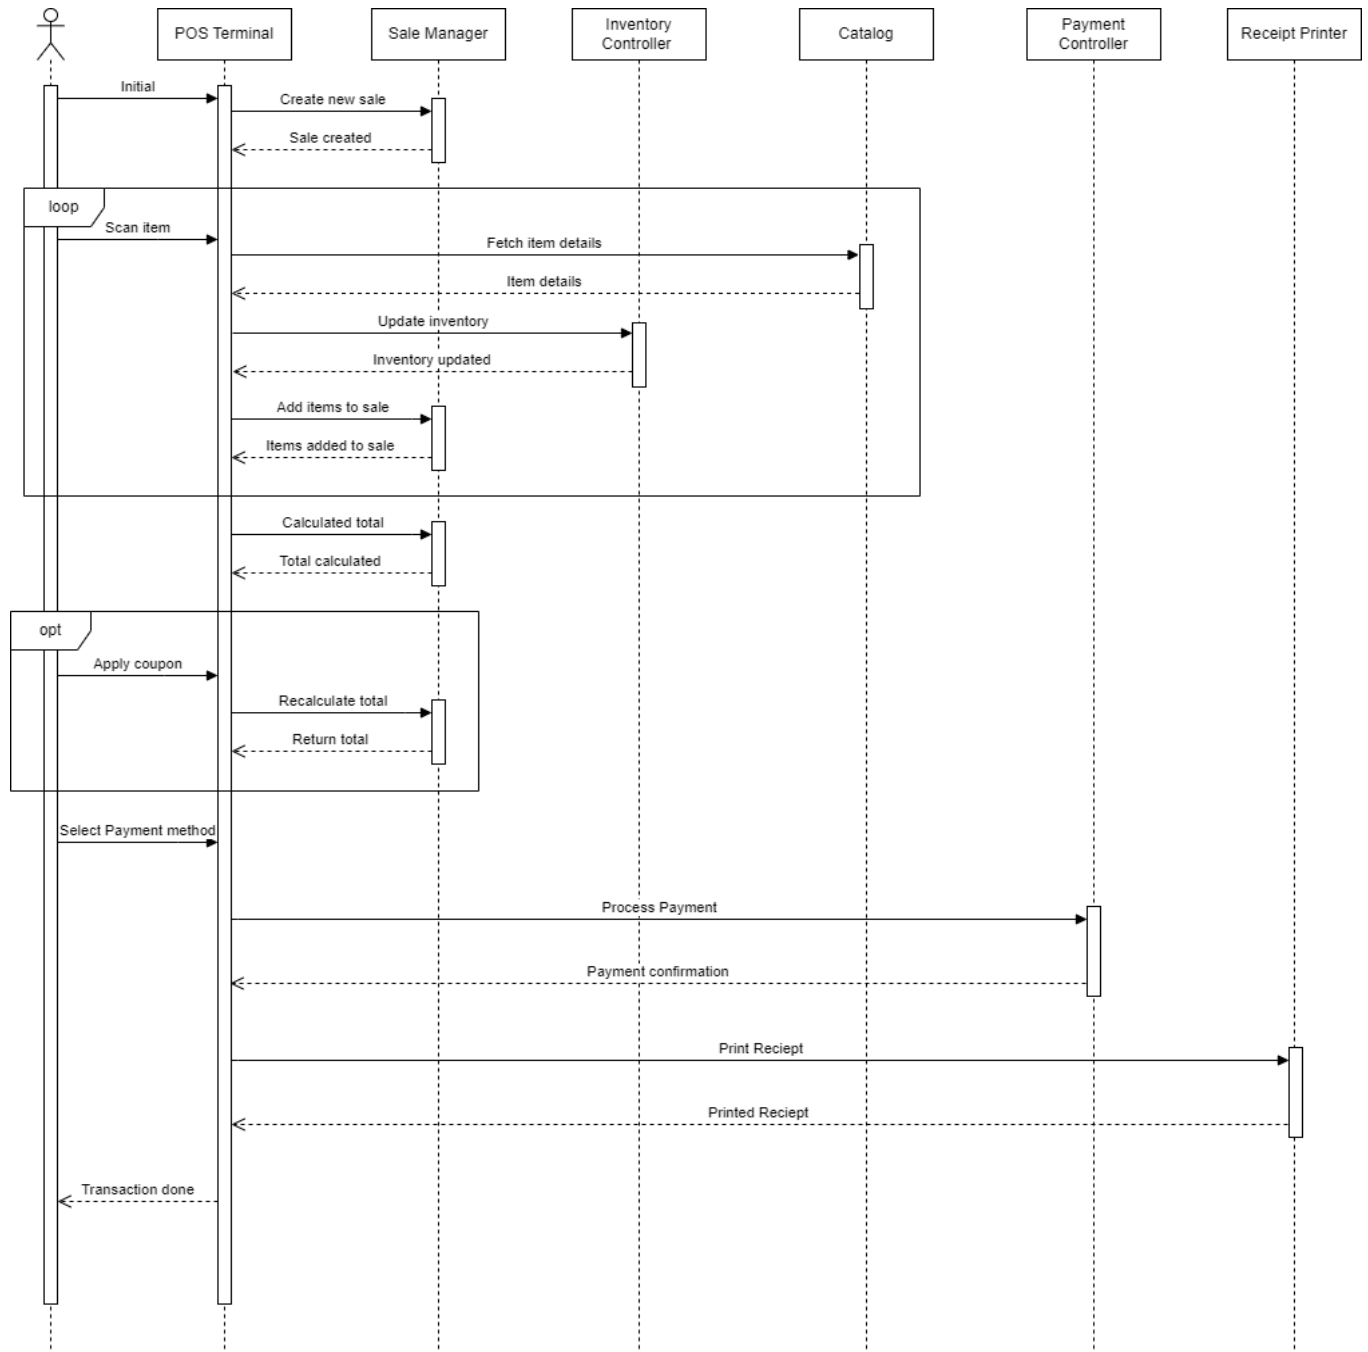 POS Terminal
Sale Manager
Inventory
Controller
Catalog
Payment
Controller
Receipt Printer
Initial
Create new sale
Sale created
loop
Scan item
Fetch item details
Item details
Update inventory
Inventory updated
Add items to sale
Items added to sale
Calculated total
Total calculated
opt
Apply coupon
Recalculate total
Return total
Select Payment method
Process Payment
Payment confirmation
Print Reciept
Printed Reciept
Transaction done